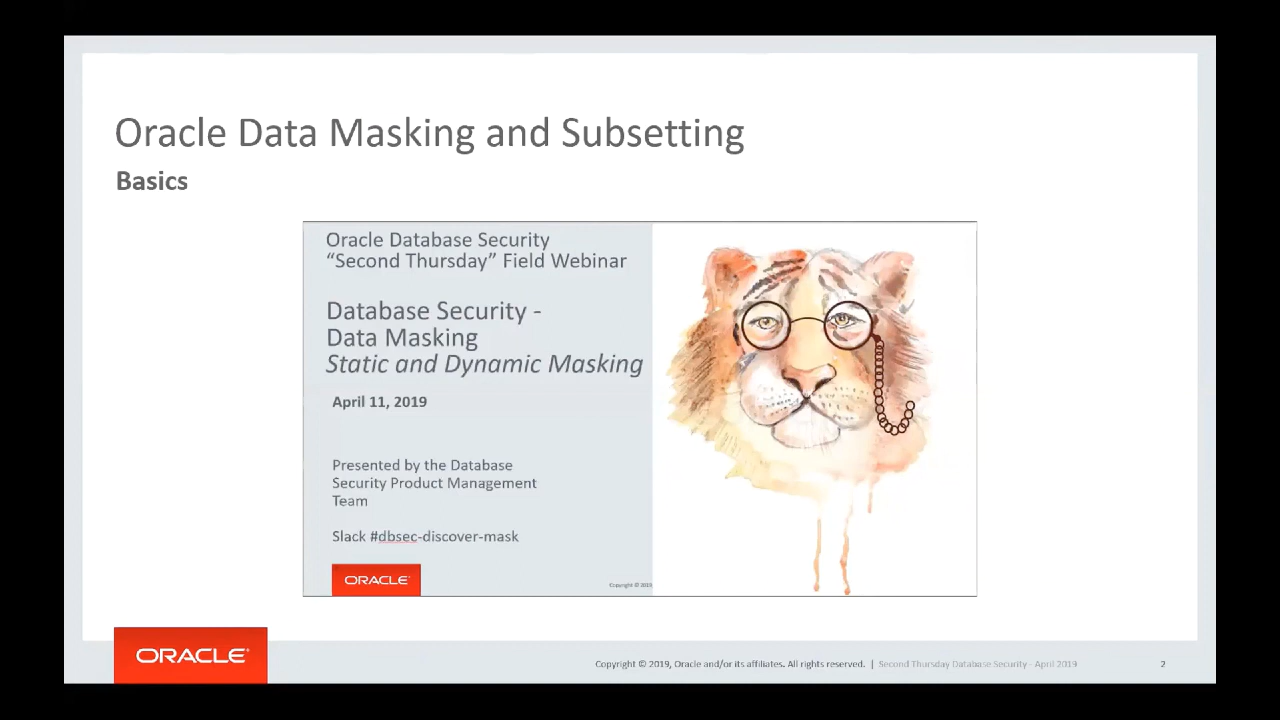 Oracle Data Masking and Subsetting
Basics
Oracle Database Security
“Second Thursday” Field Webinar
Database Security -
Data Masking
Static and Dynamic Masking
April 11, 2019
Presented by the Database
Security Product Management
Team
Slack #dbsec-discover-mask
ORACLE®
Copyright © 2019
ORACLE®
Copyright © 2019, Oracle and/or its affiliates. All rights reserved. | Second Thursday Database Security - April 2019 2